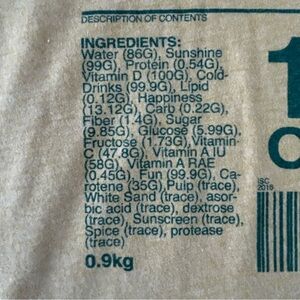 DESCRIPTION OF CONTENTS
INGREDIENTS:
Water (86G), Sunshine
(99G), Protein (0.54G),
Vitamin D (100G), Cold-
Drinks (99.9G), Lipid
(0.12G), Happiness
(13.12G), Carb (0.22G),
Fiber (1.4G), Sugar
(9.85G), Glucose (5.99G),
Fructose (1.73G), Vitamin-
C (47.8G), Vitamin A IU
(58G), Vitamin A RAE
(0.45G), Fun (99.9G), Ca-
rotene (35G), Pulp (trace),
White Sand (trace), asor-
bic acid (trace), dextrose
(trace), Sunscreen (trace),
Spice (trace), protease
(trace)
0.9kg
1
O
ISC
2016